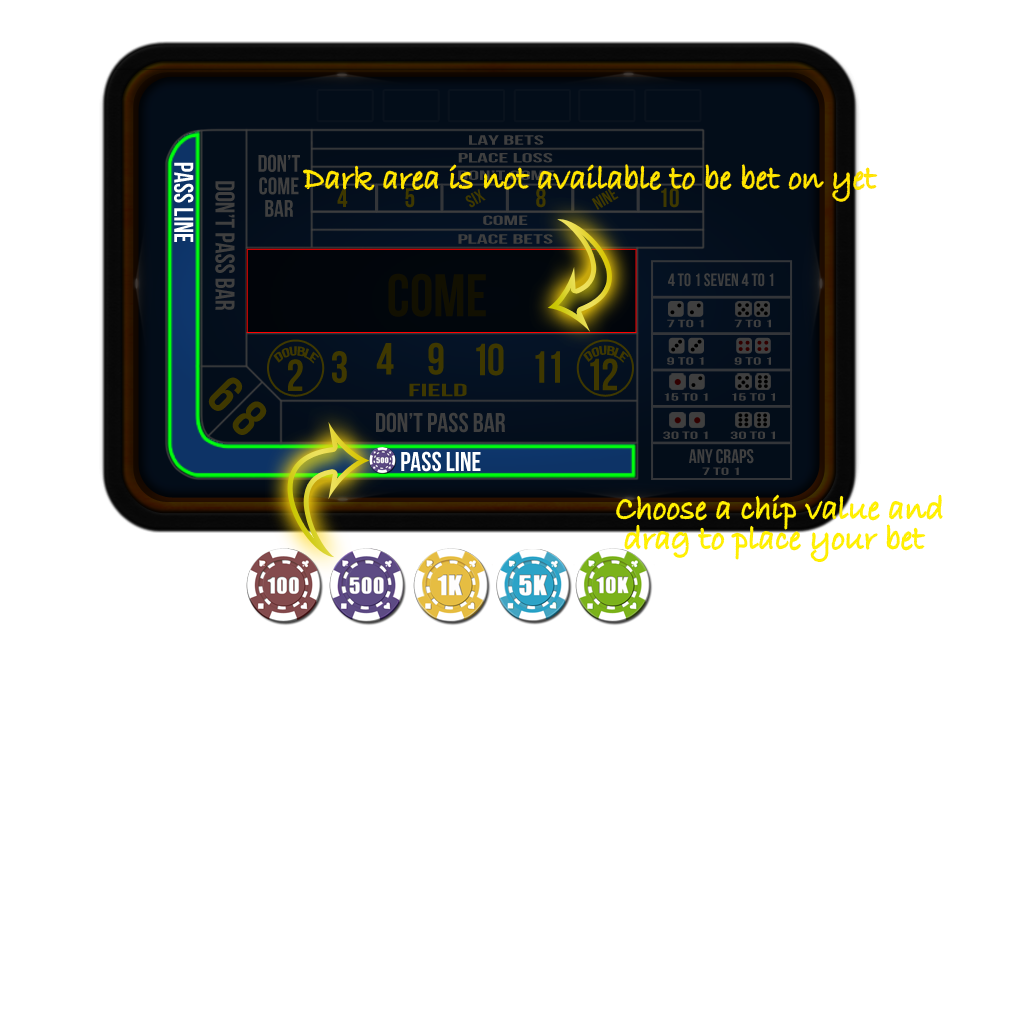 LAY BETS
PLACE LOSS
DON'T COME
Dark area is not available to be bet on yet
4 5 SIX 8 NINE 10
COME
PLACE BETS
DON'T
COME
BAR
PASS LINE
DON'T PASS BAR
COME
4 TO 1 SEVEN 4 TO 1
7 TO 1 7 TO 1
9 TO 1 9 TO 1
15 TO 1 15 TO 1
30 TO 1 30 TO 1
ANY CRAPS
7 TO 1
DOUBLE
2 3 4 9 10 11
DOUBLE
12
FIELD
6 8
DON'T PASS BAR
500 PASS LINE
Choose a chip value and
drag to place your bet
100 500 1K 5K 10K